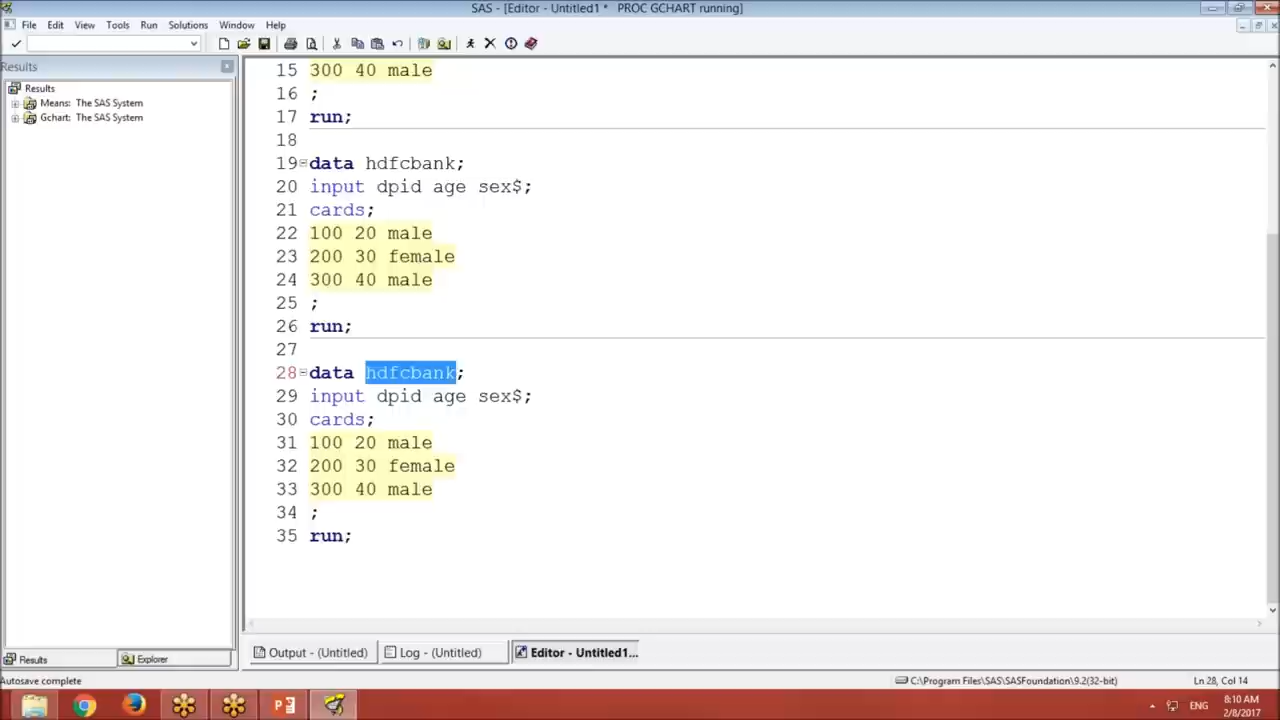 SAS - [Editor - Untitled1 * PROC GCHART running]
File Edit View Tools Run Solutions Window Help
Results
Results
Means: The SAS System
Gchart: The SAS System
15 300 40 male
16 ;
17 run;
18
19 data hdfcbank;
20 input dpid age sex$;
21 cards;
22 100 20 male
23 200 30 female
24 300 40 male
25 ;
26 run;
27
28 data hdfcbank;
29 input dpid age sex$;
30 cards;
31 100 20 male
32 200 30 female
33 300 40 male
34 ;
35 run;
Results Explorer
Output - (Untitled) Log - (Untitled) Editor - Untitled1...
Autosave complete C:\Program Files\SAS\SASFoundation\9.2(32-bit) Ln 28, Col 14
ENG 8:10 AM
2/8/2017